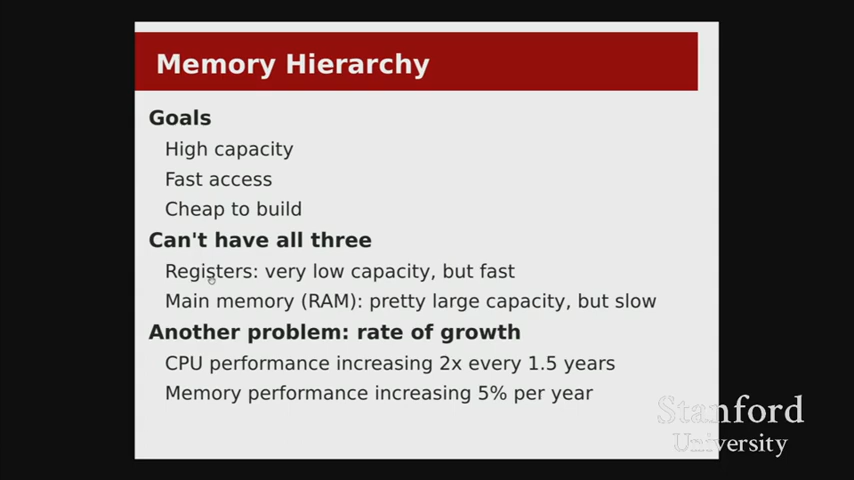 Memory Hierarchy
Goals
High capacity
Fast access
Cheap to build
Can't have all three
Registers: very low capacity, but fast
Main memory (RAM): pretty large capacity, but slow
Another problem: rate of growth
CPU performance increasing 2x every 1.5 years
Memory performance increasing 5% per year
Stanford
University